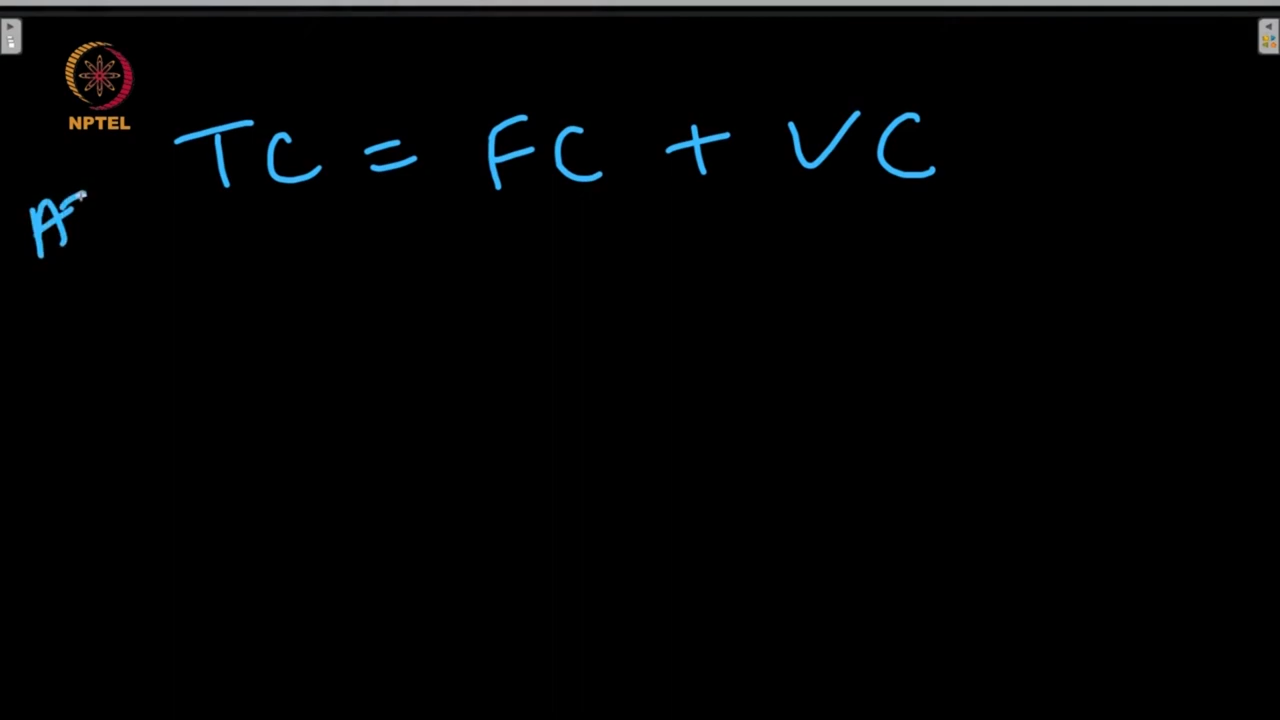 NPTEL
TC = FC + VC